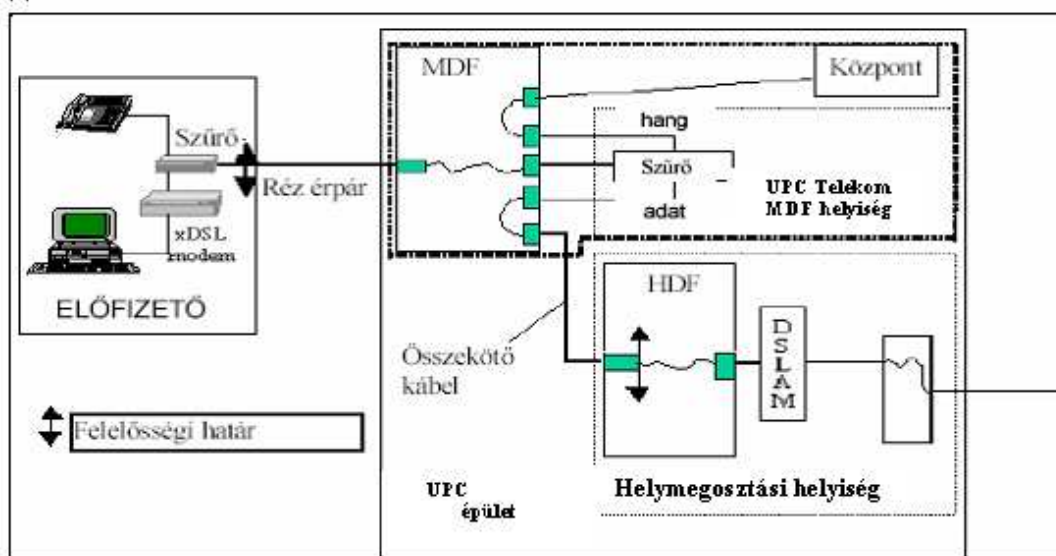 MDF
Központ
hang
Szűrő
Szűrő
Réz érpár
UPC Telekom
MDF helyiség
adat
xDSL
modem
ELŐFIZETŐ
HDF
DSLAM
Összekötő
kábel
Felelősségi határ
UPC
épület
Helymegosztási helyiség